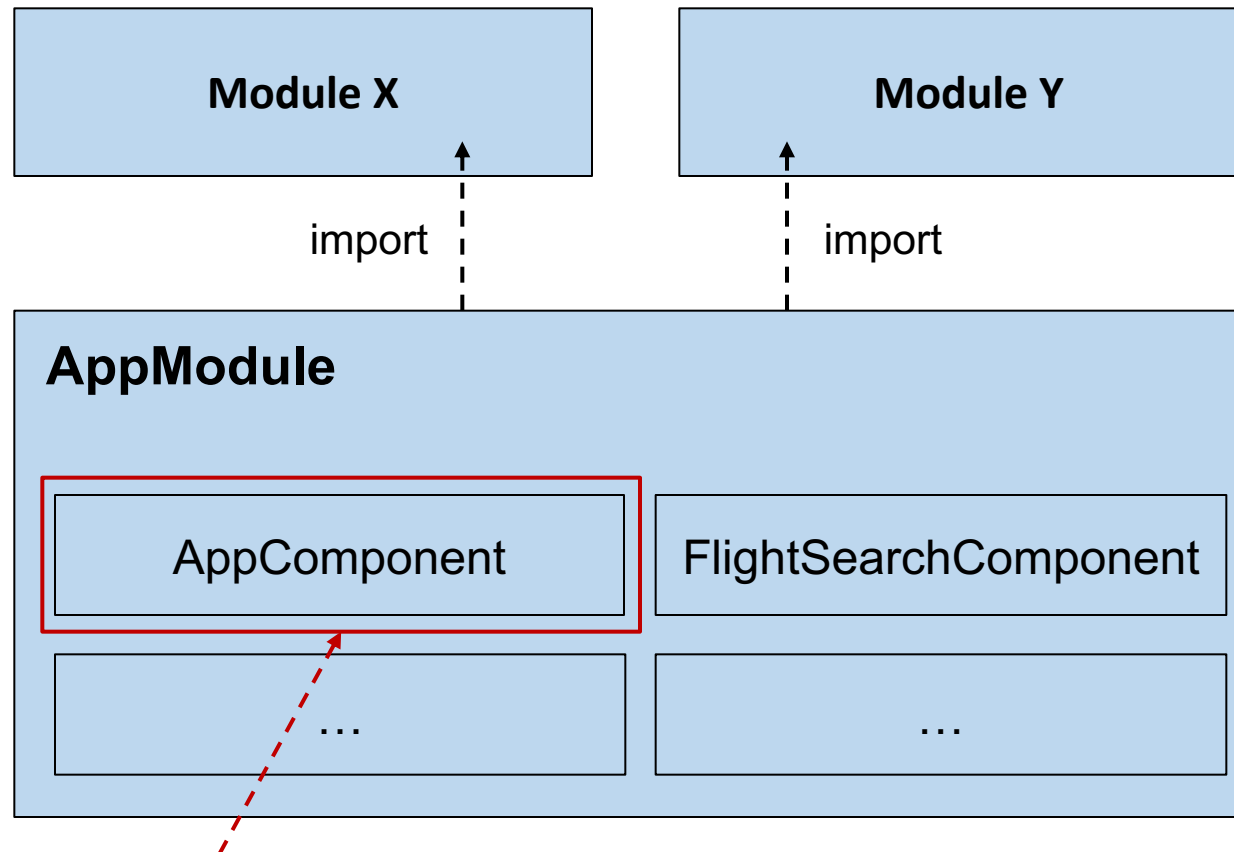 Module X
Module Y
import
import
AppModule
AppComponent
FlightSearchComponent
…
…